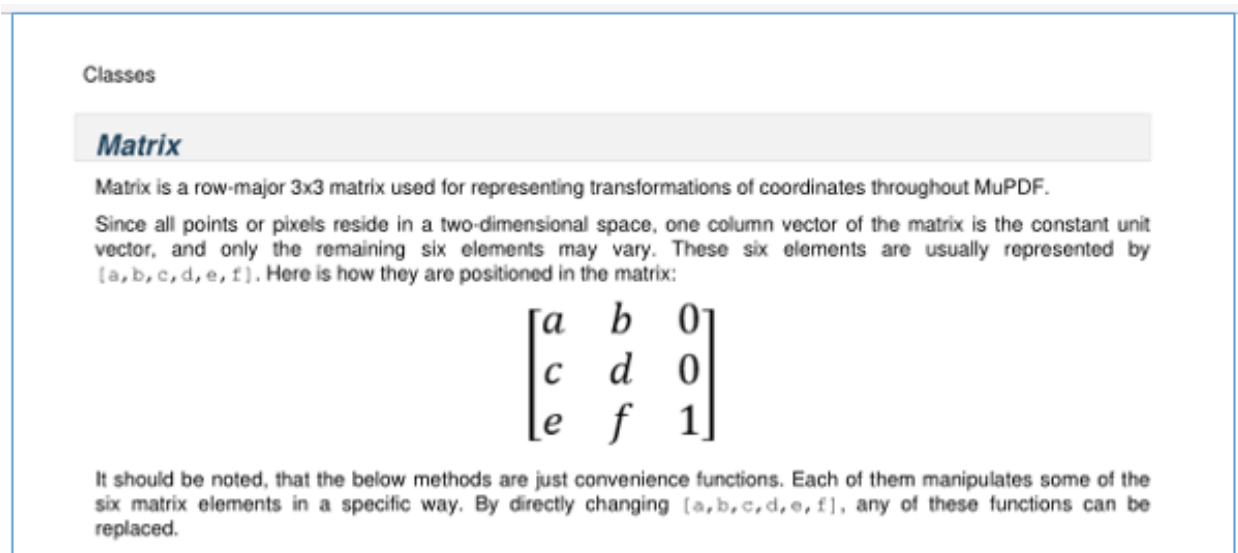 Classes
Matrix
Matrix is a row-major 3x3 matrix used for representing transformations of coordinates throughout MuPDF.
Since all points or pixels reside in a two-dimensional space, one column vector of the matrix is the constant unit
vector, and only the remaining six elements may vary. These six elements are usually represented by
[a,b,c,d,e,f]. Here is how they are positioned in the matrix:
[a b 0
c d 0
e f 1]
It should be noted, that the below methods are just convenience functions. Each of them manipulates some of the
six matrix elements in a specific way. By directly changing [a,b,c,d,e,f], any of these functions can be
replaced.